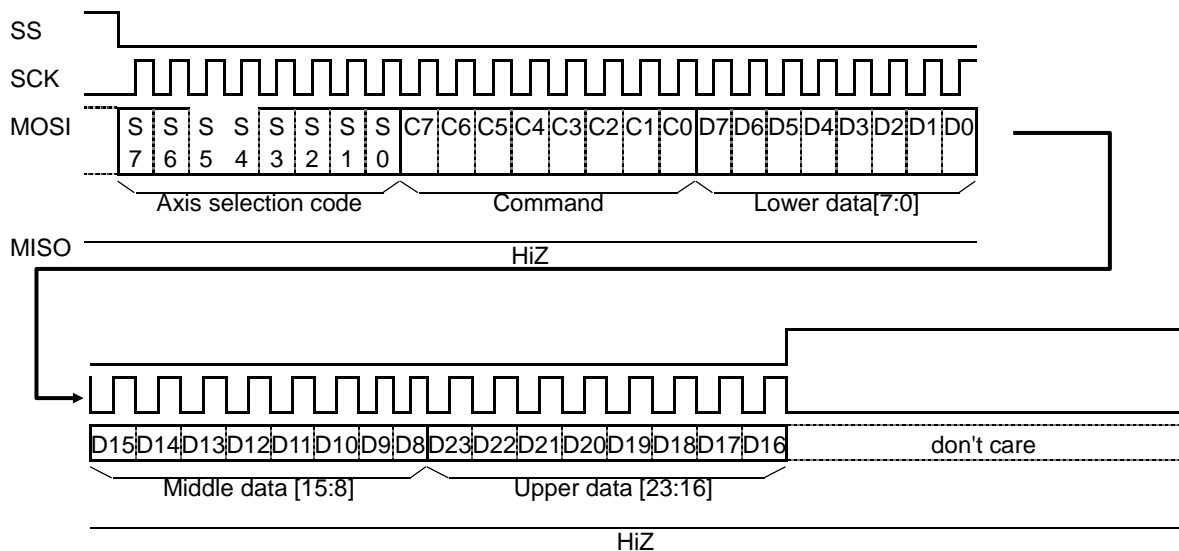 SS
SCK
MOSI
S S S S S S S S C7 C6 C5 C4 C3 C2 C1 C0 D7 D6 D5 D4 D3 D2 D1 D0
7 6 5 4 3 2 1 0
Axis selection code Command Lower data[7:0]
MISO
HiZ
D15 D14 D13 D12 D11 D10 D9 D8 D23 D22 D21 D20 D19 D18 D17 D16 don't care
Middle data [15:8] Upper data [23:16]
HiZ